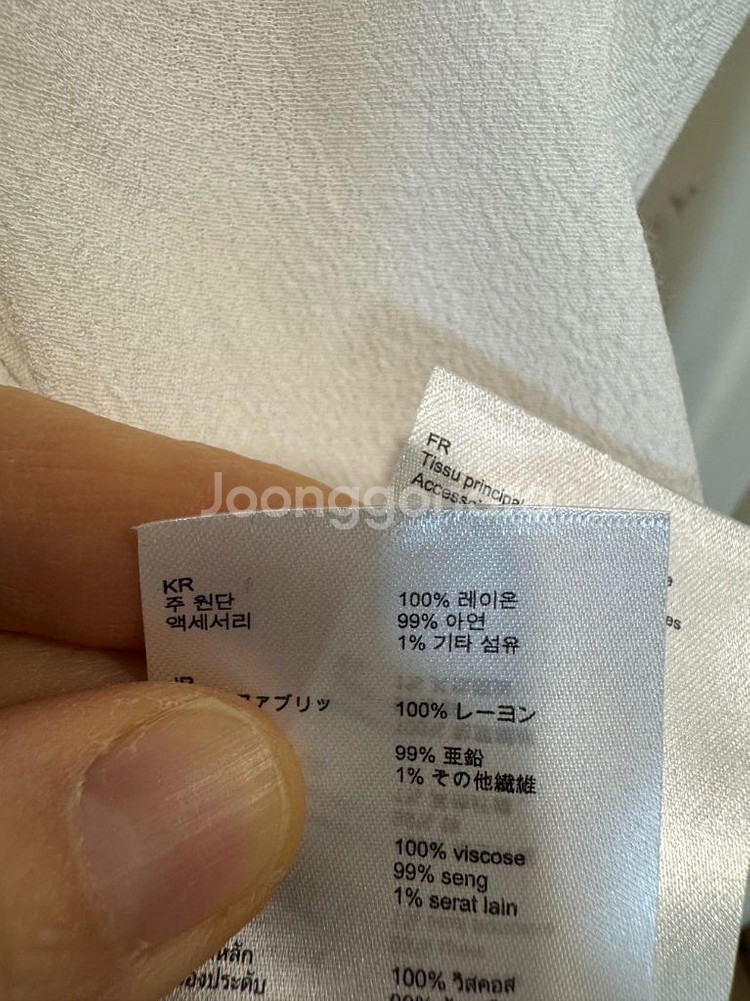 FR
Tissu principal
KR
주 원단 100% 레이온
액세서리 99% 아연
1% 기타 섬유
ファブリッ
100% レーヨン
99% 亜鉛
1% その他繊維
100% viscose
99% seng
1% serat lain
100% วิสคอส